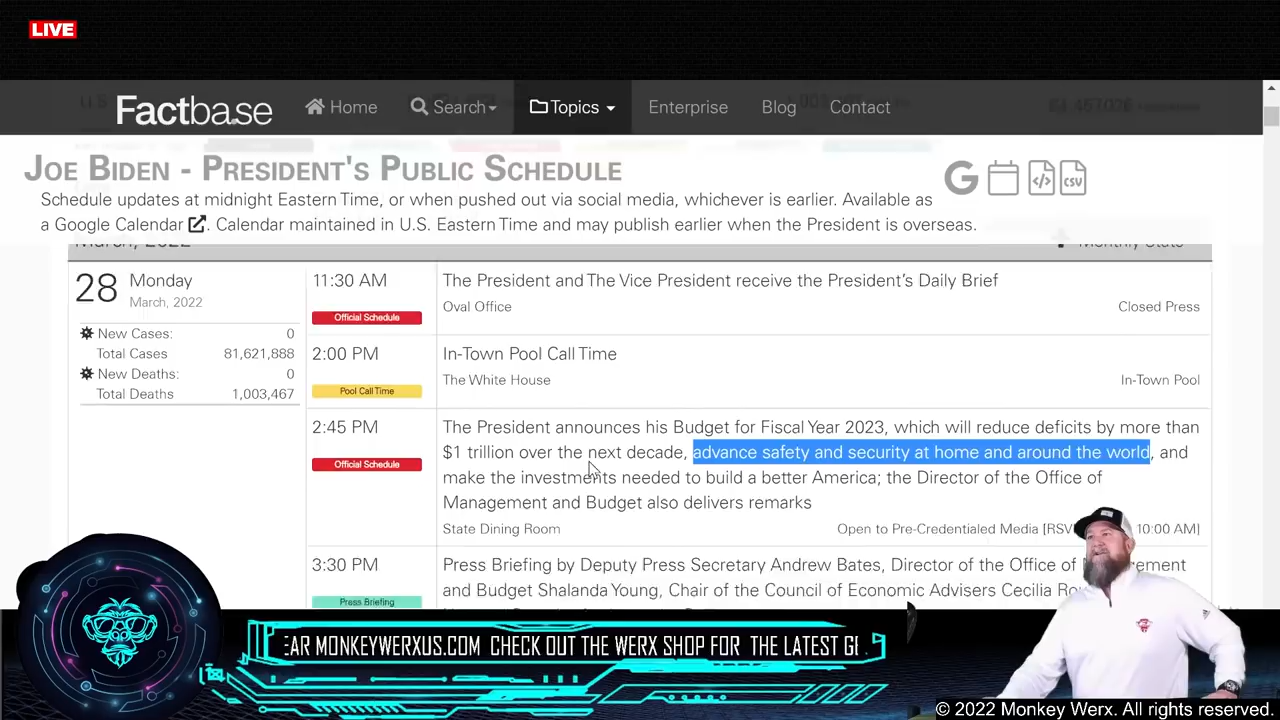 LIVE
Factbase Home Search Topics Enterprise Blog Contact
JOE BIDEN - PRESIDENT'S PUBLIC SCHEDULE
Schedule updates at midnight Eastern Time, or when pushed out via social media, whichever is earlier. Available as
a Google Calendar. Calendar maintained in U.S. Eastern Time and may publish earlier when the President is overseas.
CSV
March, 2022 Monthly Stats
28 Monday
March, 2022
New Cases: 0
Total Cases 81,621,888
New Deaths: 0
Total Deaths 1,003,467
11:30 AM The President and The Vice President receive the President's Daily Brief
Official Schedule Oval Office Closed Press
2:00 PM In-Town Pool Call Time
Pool Call Time The White House In-Town Pool
2:45 PM The President announces his Budget for Fiscal Year 2023, which will reduce deficits by more than
$1 trillion over the next decade, advance safety and security at home and around the world, and
Official Schedule make the investments needed to build a better America; the Director of the Office of
Management and Budget also delivers remarks
State Dining Room Open to Pre-Credentialed Media [RSV 10:00 AM]
3:30 PM Press Briefing by Deputy Press Secretary Andrew Bates, Director of the Office of M ement
Press Briefing and Budget Shalanda Young, Chair of the Council of Economic Advisers Cecilia Ro
EAR MONKEYWERXUS.COM CHECK OUT THE WERX SHOP FOR THE LATEST GE
© 2022 Monkey Werx. All rights reserved.